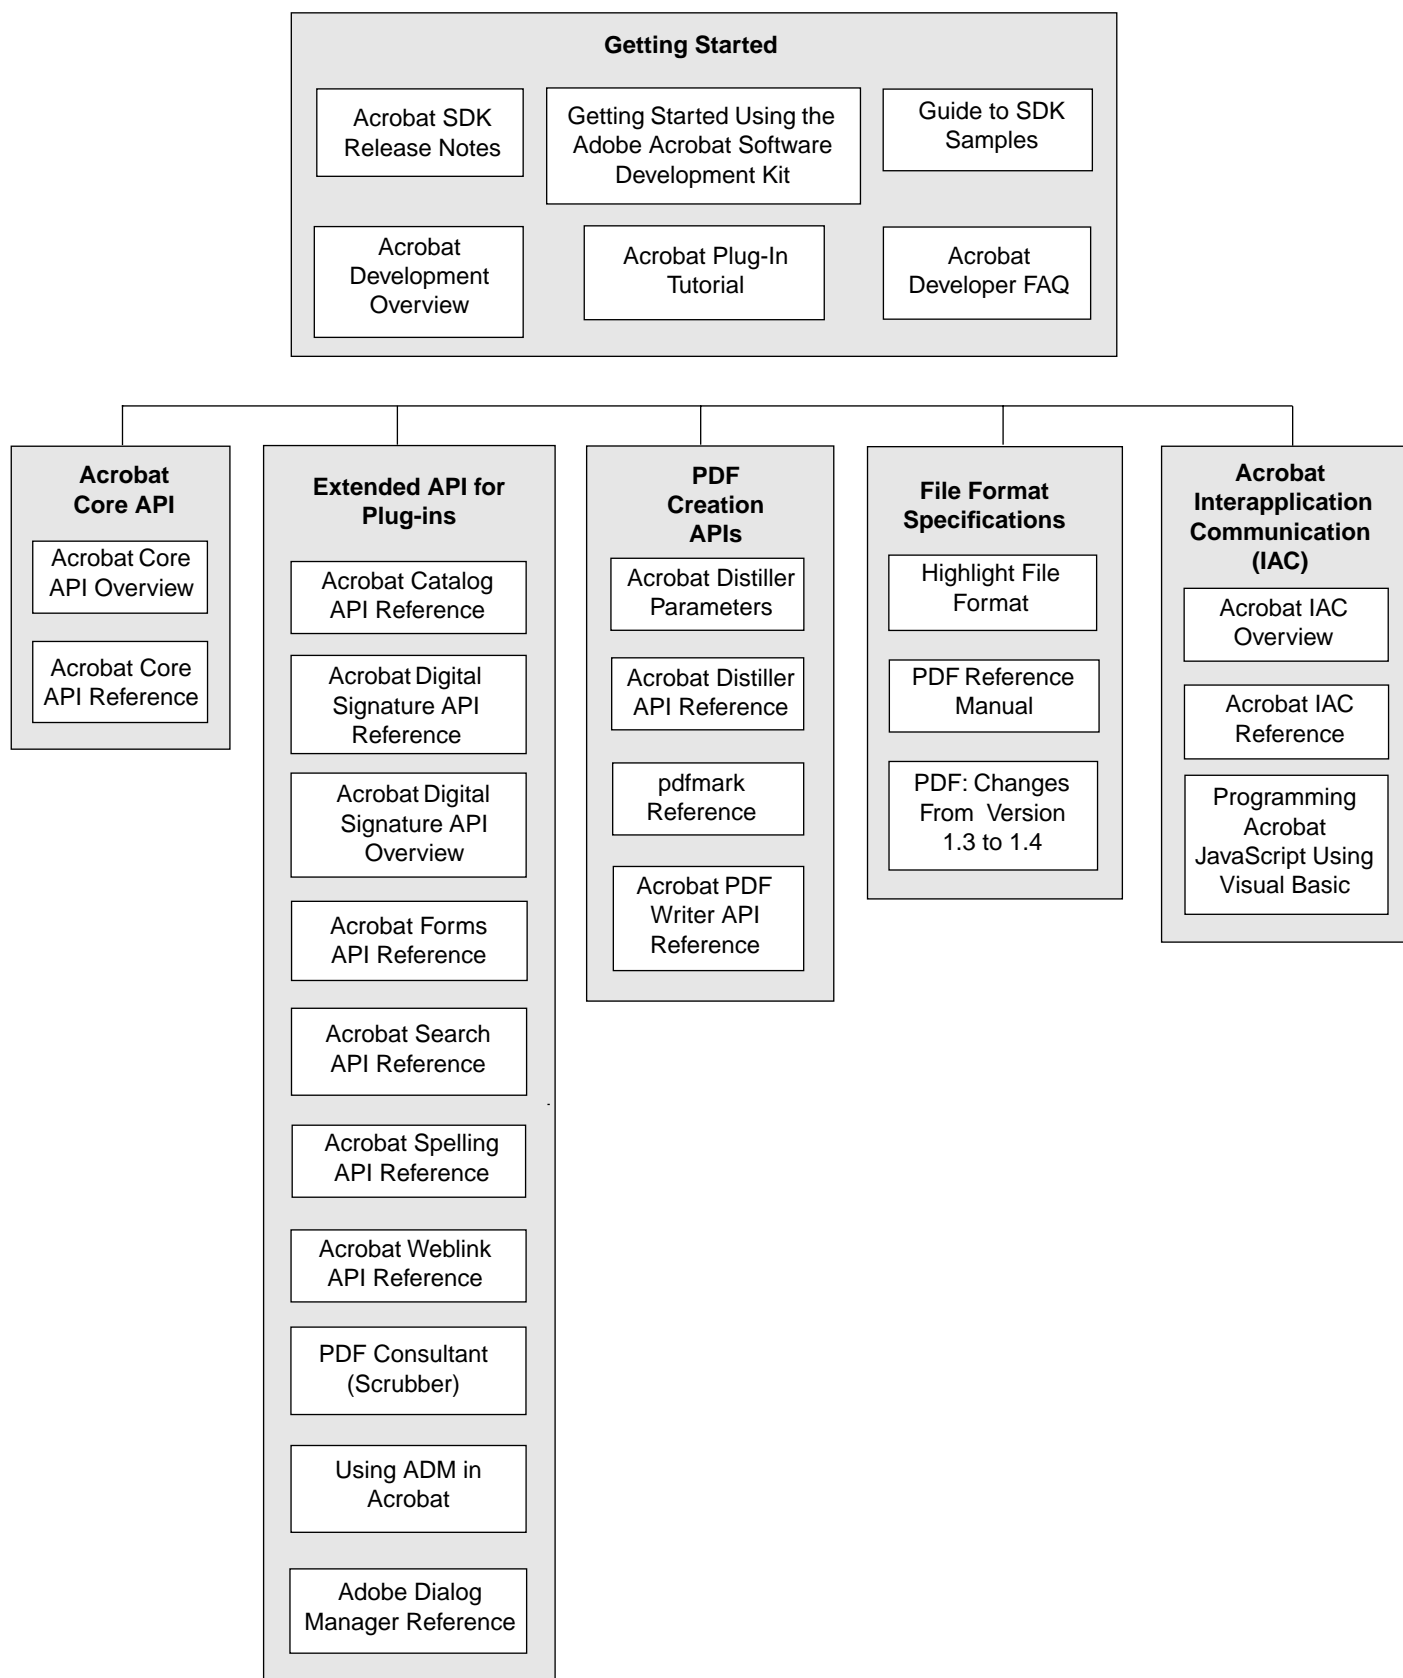 Getting Started
Acrobat SDK
Release Notes
Getting Started Using the
Adobe Acrobat Software
Development Kit
Guide to SDK
Samples
Acrobat
Development
Overview
Acrobat Plug-In
Tutorial
Acrobat
Developer FAQ
Acrobat
Core API
Acrobat Core
API Overview
Acrobat Core
API Reference
Extended API for
Plug-ins
Acrobat Catalog
API Reference
Acrobat Digital
Signature API
Reference
Acrobat Digital
Signature API
Overview
Acrobat Forms
API Reference
Acrobat Search
API Reference
Acrobat Spelling
API Reference
Acrobat Weblink
API Reference
PDF Consultant
(Scrubber)
Using ADM in
Acrobat
Adobe Dialog
Manager Reference
PDF
Creation
APIs
Acrobat Distiller
Parameters
Acrobat Distiller
API Reference
pdfmark
Reference
Acrobat PDF
Writer API
Reference
File Format
Specifications
Highlight File
Format
PDF Reference
Manual
PDF: Changes
From Version
1.3 to 1.4
Acrobat
Interapplication
Communication
(IAC)
Acrobat IAC
Overview
Acrobat IAC
Reference
Programming
Acrobat
JavaScript Using
Visual Basic